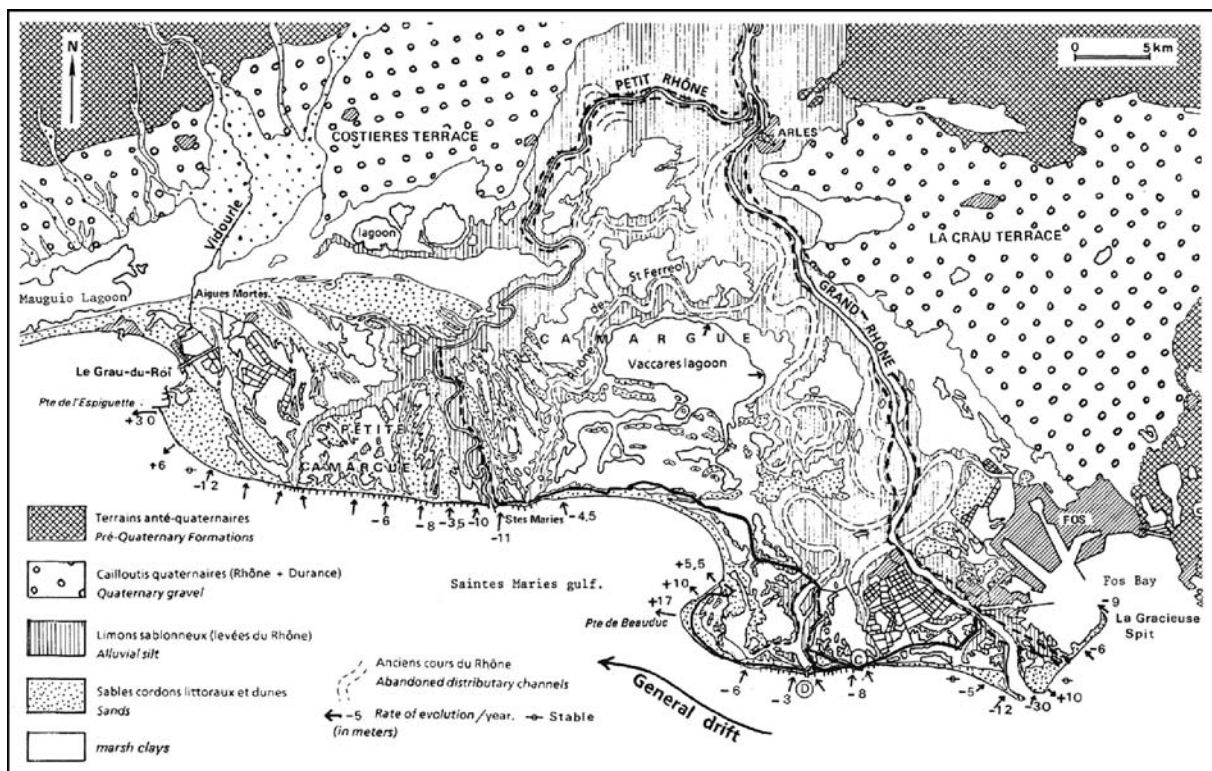 N
0 5 km
PETIT RHÔNE
ARLES
COSTIERES TERRACE
Vidourle
lagoon
LA CRAU TERRACE
St Ferreol
de
Rhône
GRAND-RHÔNE
Mauguio Lagoon
Aigues Mortes.
CAMARGUE
Vaccares lagoon
Le Grau-du-Roi
Pte de l'Espiguette
+30
PETITE
CAMARGUE
+6
-12
-6
-8
-3,5
-10
-11
Stes Maries
-4,5
FOS
Fos Bay
Saintes Maries gulf.
+5,5
+10
+17
Pte de Beauduc
-9
La Gracieuse
Spit
-6
C
D
-6
-3
-8
-5
-12
-30
+10
General drift
Terrains anté-quaternaires
Pré-Quaternary Formations
Cailloutis quaternaires (Rhône + Durance)
Quaternary gravel
Limons sablonneux (levées du Rhône)
Alluvial silt
Sables cordons littoraux et dunes
Sands
marsh clays
Anciens cours du Rhône
Abandoned distributary channels
-5 Rate of evolution/year.
(in meters)
Stable